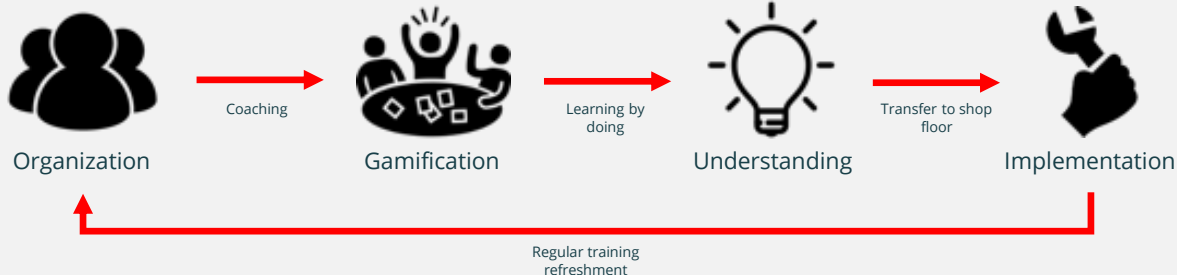 Coaching
Learning by
doing
Transfer to shop
floor
Organization
Gamification
Understanding
Implementation
Regular training
refreshment